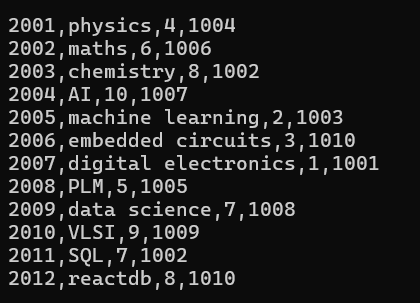 2001,physics,4,1004
2002,maths,6,1006
2003,chemistry,8,1002
2004,AI,10,1007
2005,machine learning,2,1003
2006,embedded circuits,3,1010
2007,digital electronics,1,1001
2008,PLM,5,1005
2009,data science,7,1008
2010,VLSI,9,1009
2011,SQL,7,1002
2012,reactdb,8,1010